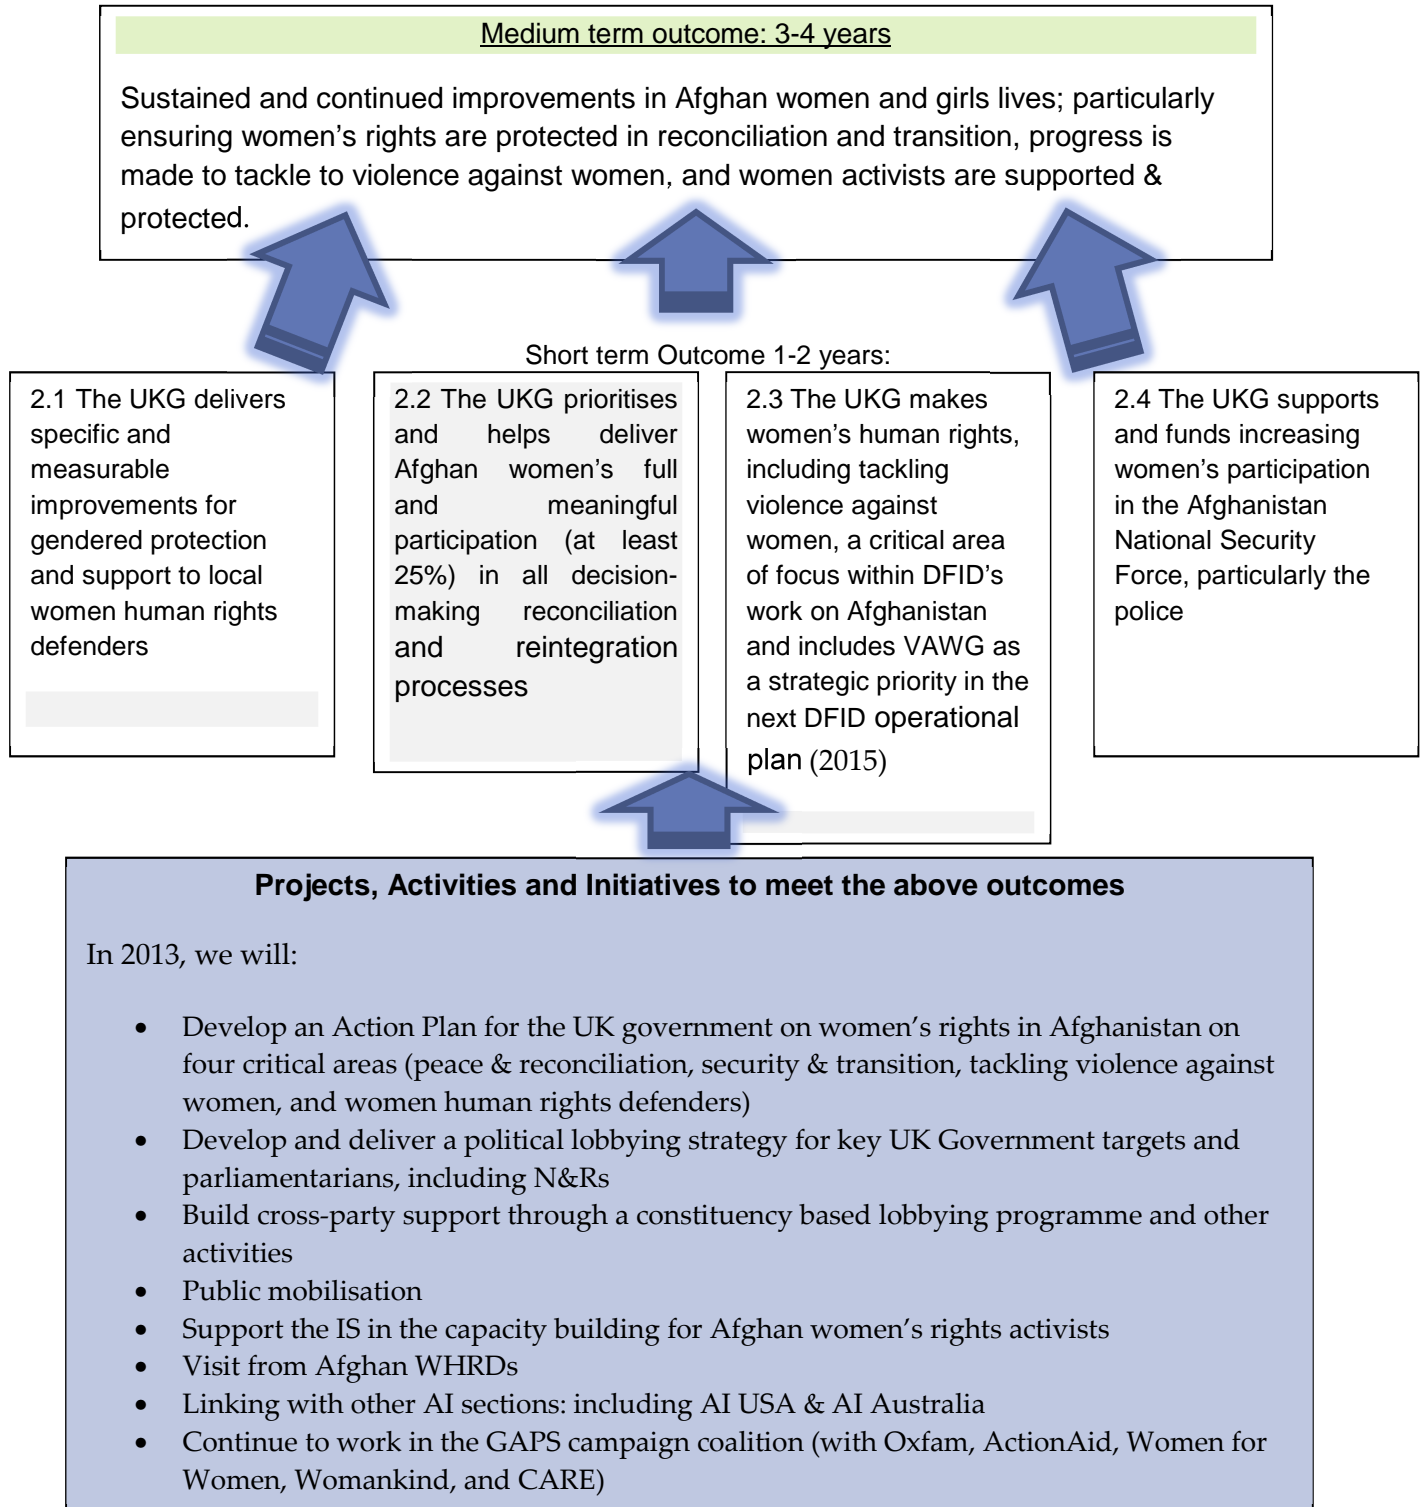 Medium term outcome: 3-4 years
Sustained and continued improvements in Afghan women and girls lives; particularly
ensuring women’s rights are protected in reconciliation and transition, progress is
made to tackle to violence against women, and women activists are supported &
protected.
Short term Outcome 1-2 years:
2.1 The UKG delivers
specific and
measurable
improvements for
gendered protection
and support to local
women human rights
defenders
2.2 The UKG prioritises
and helps deliver
Afghan women’s full
and meaningful
participation (at least
25%) in all decision-
making reconciliation
and reintegration
processes
2.3 The UKG makes
women’s human rights,
including tackling
violence against
women, a critical area
of focus within DFID’s
work on Afghanistan
and includes VAWG as
a strategic priority in the
next DFID operational
plan (2015)
2.4 The UKG supports
and funds increasing
women’s participation
in the Afghanistan
National Security
Force, particularly the
police
Projects, Activities and Initiatives to meet the above outcomes
In 2013, we will:
• Develop an Action Plan for the UK government on women’s rights in Afghanistan on
four critical areas (peace & reconciliation, security & transition, tackling violence against
women, and women human rights defenders)
• Develop and deliver a political lobbying strategy for key UK Government targets and
parliamentarians, including N&Rs
• Build cross-party support through a constituency based lobbying programme and other
activities
• Public mobilisation
• Support the IS in the capacity building for Afghan women’s rights activists
• Visit from Afghan WHRDs
• Linking with other AI sections: including AI USA & AI Australia
• Continue to work in the GAPS campaign coalition (with Oxfam, ActionAid, Women for
Women, Womankind, and CARE)